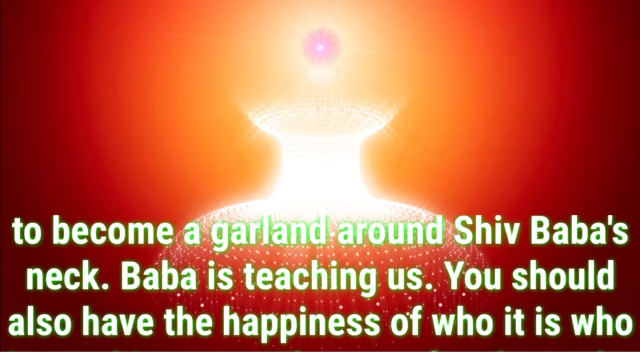 to become a garland around Shiv Baba's
neck. Baba is teaching us. You should
also have the happiness of who it is who